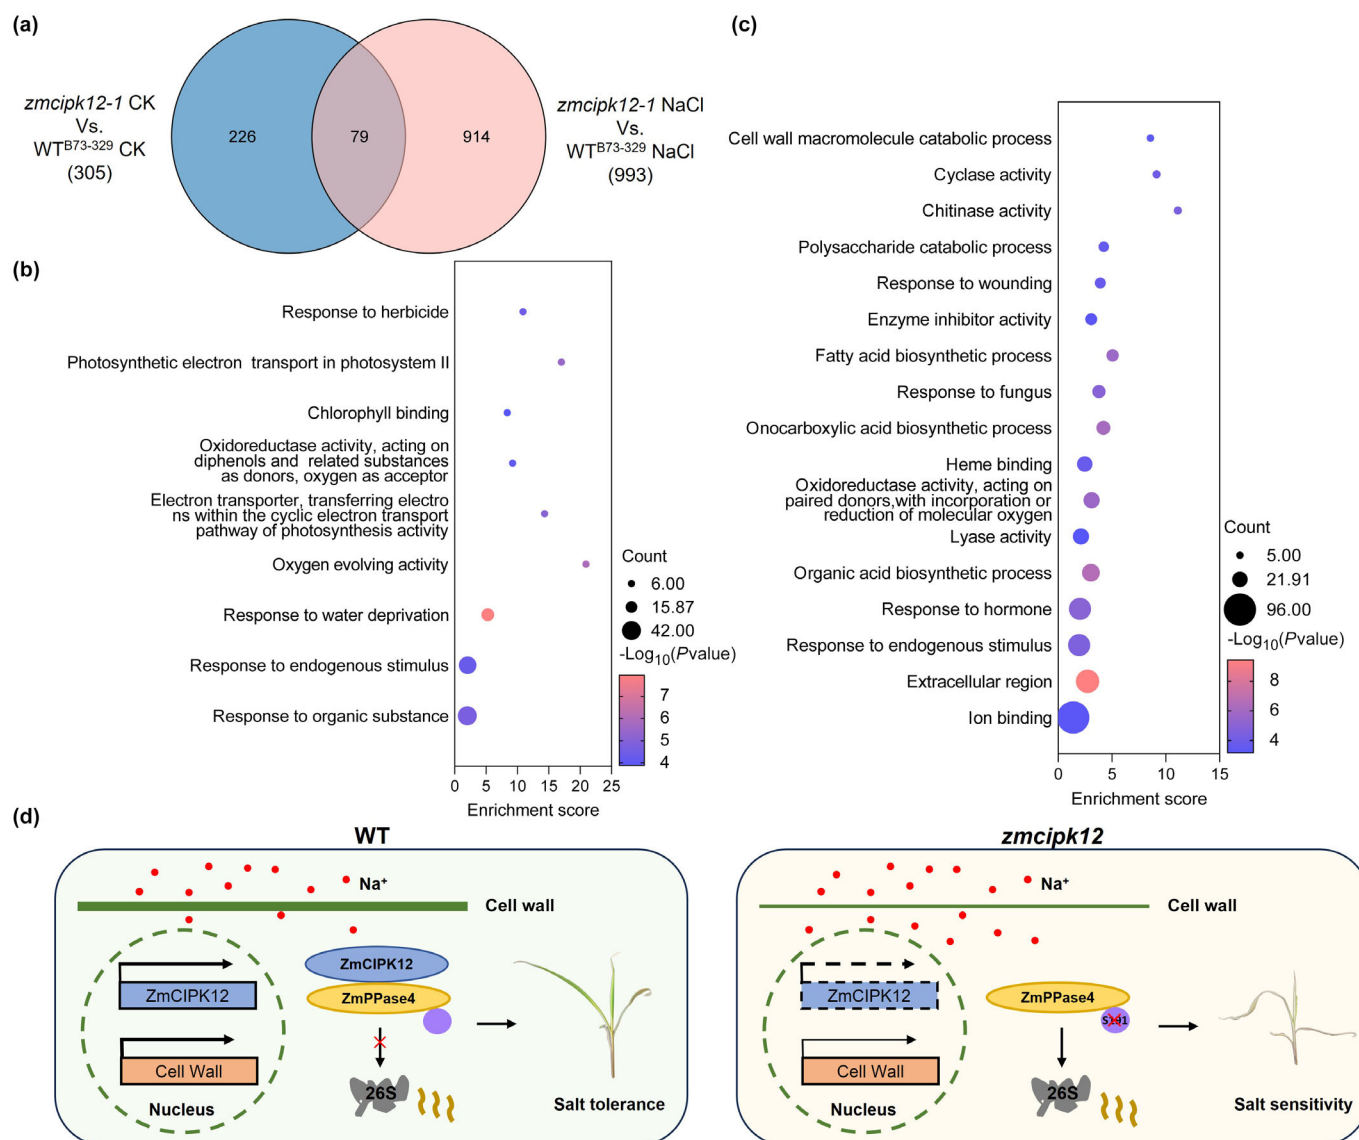 (a)
zmcipk12-1 CK
Vs.
WT^B73-329 CK
(305)
226
79
914
zmcipk12-1 NaCl
Vs.
WT^B73-329 NaCl
(993)
(b)
Response to herbicide
Photosynthetic electron transport in photosystem II
Chlorophyll binding
Oxidoreductase activity, acting on
diphenols and related substances
as donors, oxygen as acceptor
Electron transporter, transferring electro
ns within the cyclic electron transport
pathway of photosynthesis activity
Oxygen evolving activity
Response to water deprivation
Response to endogenous stimulus
Response to organic substance
0 5 10 15 20 25
Enrichment score
Count
6.00
15.87
42.00
-Log10(Pvalue)
7
6
5
4
(c)
Cell wall macromolecule catabolic process
Cyclase activity
Chitinase activity
Polysaccharide catabolic process
Response to wounding
Enzyme inhibitor activity
Fatty acid biosynthetic process
Response to fungus
Onocarboxylic acid biosynthetic process
Heme binding
Oxidoreductase activity, acting on
paired donors,with incorporation or
reduction of molecular oxygen
Lyase activity
Organic acid biosynthetic process
Response to hormone
Response to endogenous stimulus
Extracellular region
Ion binding
0 5 10 15
Enrichment score
Count
5.00
21.91
96.00
-Log10(Pvalue)
8
6
4
(d)
WT
Na+
Cell wall
ZmCIPK12
Cell Wall
Nucleus
ZmCIPK12
ZmPPase4
26S
Salt tolerance
zmcipk12
Na+
Cell wall
ZmCIPK12
Cell Wall
Nucleus
ZmPPase4
S191
26S
Salt sensitivity